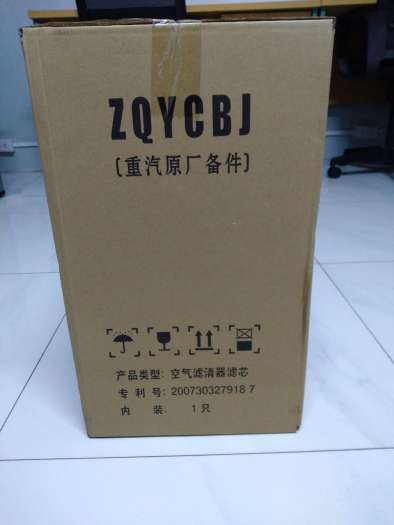 ZQYCBJ
[重汽原厂备件]
产品类型: 空气滤清器滤芯
专利号: 200730327918 7
内装. 1只